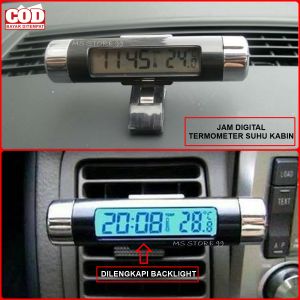 COD
BAYAR DITEMPAT
MS STORE 99
11:45 24.
JAM DIGITAL
TERMOMETER SUHU KABIN
20:08 28.8°C
MS STORE 99
TEXT
DILENGKAPI BACKLIGHT